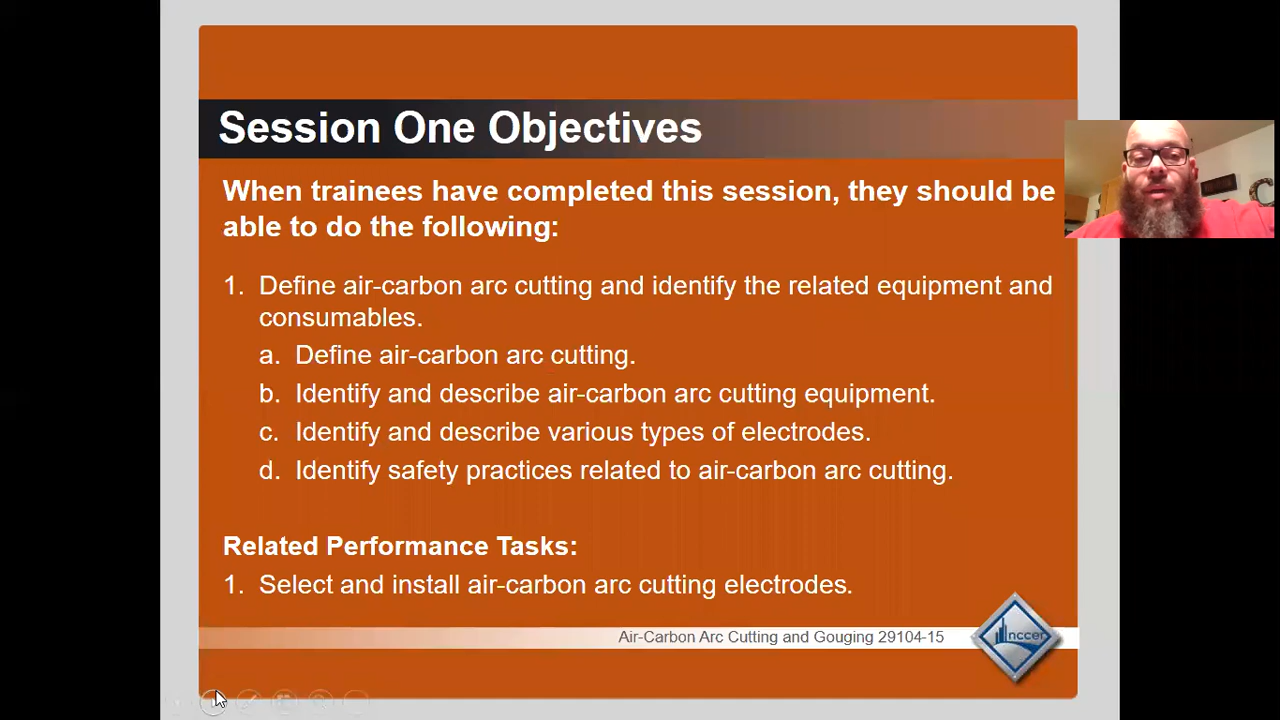 Session One Objectives
When trainees have completed this session, they should be
able to do the following:
1. Define air-carbon arc cutting and identify the related equipment and
consumables.
a. Define air-carbon arc cutting.
b. Identify and describe air-carbon arc cutting equipment.
c. Identify and describe various types of electrodes.
d. Identify safety practices related to air-carbon arc cutting.
Related Performance Tasks:
1. Select and install air-carbon arc cutting electrodes.
Air-Carbon Arc Cutting and Gouging 29104-15
nccer